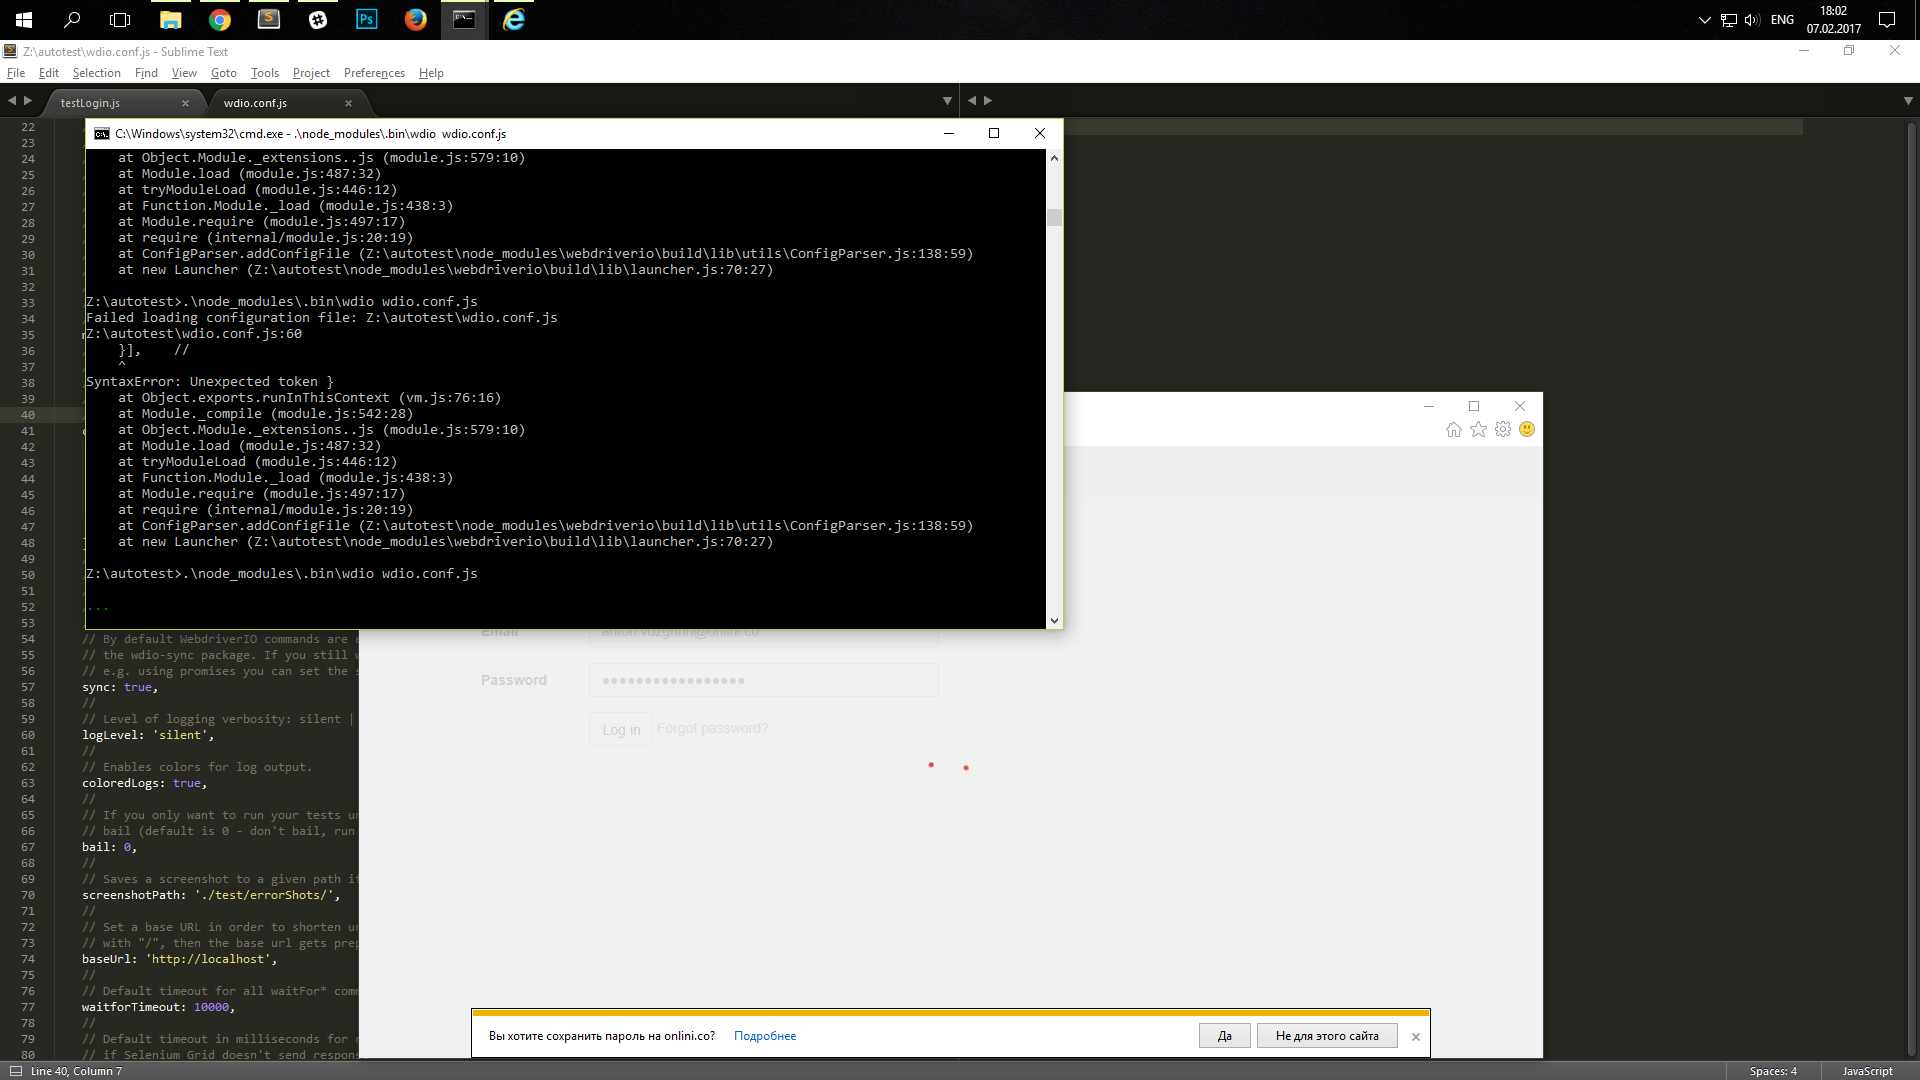 18:02
ENG
07.02.2017
Z:\autotest\wdio.conf.js - Sublime Text
File Edit Selection Find View Goto Tools Project Preferences Help
testLogin.js
wdio.conf.js
C:\Windows\system32\cmd.exe - .\node_modules\.bin\wdio wdio.conf.js
at Object.Module._extensions..js (module.js:579:10)
at Module.load (module.js:487:32)
at tryModuleLoad (module.js:446:12)
at Function.Module._load (module.js:438:3)
at Module.require (module.js:497:17)
at require (internal/module.js:20:19)
at ConfigParser.addConfigFile (Z:\autotest\node_modules\webdriverio\build\lib\utils\ConfigParser.js:138:59)
at new Launcher (Z:\autotest\node_modules\webdriverio\build\lib\launcher.js:70:27)
Z:\autotest>.\node_modules\.bin\wdio wdio.conf.js
Failed loading configuration file: Z:\autotest\wdio.conf.js
Z:\autotest\wdio.conf.js:60
}],    //
^
SyntaxError: Unexpected token }
at Object.exports.runInThisContext (vm.js:76:16)
at Module._compile (module.js:542:28)
at Object.Module._extensions..js (module.js:579:10)
at Module.load (module.js:487:32)
at tryModuleLoad (module.js:446:12)
at Function.Module._load (module.js:438:3)
at Module.require (module.js:497:17)
at require (internal/module.js:20:19)
at ConfigParser.addConfigFile (Z:\autotest\node_modules\webdriverio\build\lib\utils\ConfigParser.js:138:59)
at new Launcher (Z:\autotest\node_modules\webdriverio\build\lib\launcher.js:70:27)
Z:\autotest>.\node_modules\.bin\wdio wdio.conf.js
...
22
23
24
25
26
27
28
29
30
31
32
33
34
35
36
37
38
39
40
41
42
43
44
45
46
47
48
49
50
51
52
53
54 // By default WebdriverIO commands are e
55 // the wdio-sync package. If you still w
56 // e.g. using promises you can set the s
57 sync: true,
58 //
59 // Level of logging verbosity: silent |
60 logLevel: 'silent',
61 //
62 // Enables colors for log output.
63 coloredLogs: true,
64 //
65 // If you only want to run your tests un
66 // bail (default is 0 - don't bail, run
67 bail: 0,
68 //
69 // Saves a screenshot to a given path if
70 screenshotPath: './test/errorShots/',
71 //
72 // Set a base URL in order to shorten ur
73 // with "/", then the base url gets prep
74 baseUrl: 'http://localhost',
75 //
76 // Default timeout for all waitFor* comm
77 waitforTimeout: 10000,
78 //
79 // Default timeout in milliseconds for r
80 // if Selenium Grid doesn't send respons
Email
Password
Log in Forgot password?
Вы хотите сохранить пароль на onlini.co? Подробнее Да Не для этого сайта
Line 40, Column 7
Spaces: 4
JavaScript